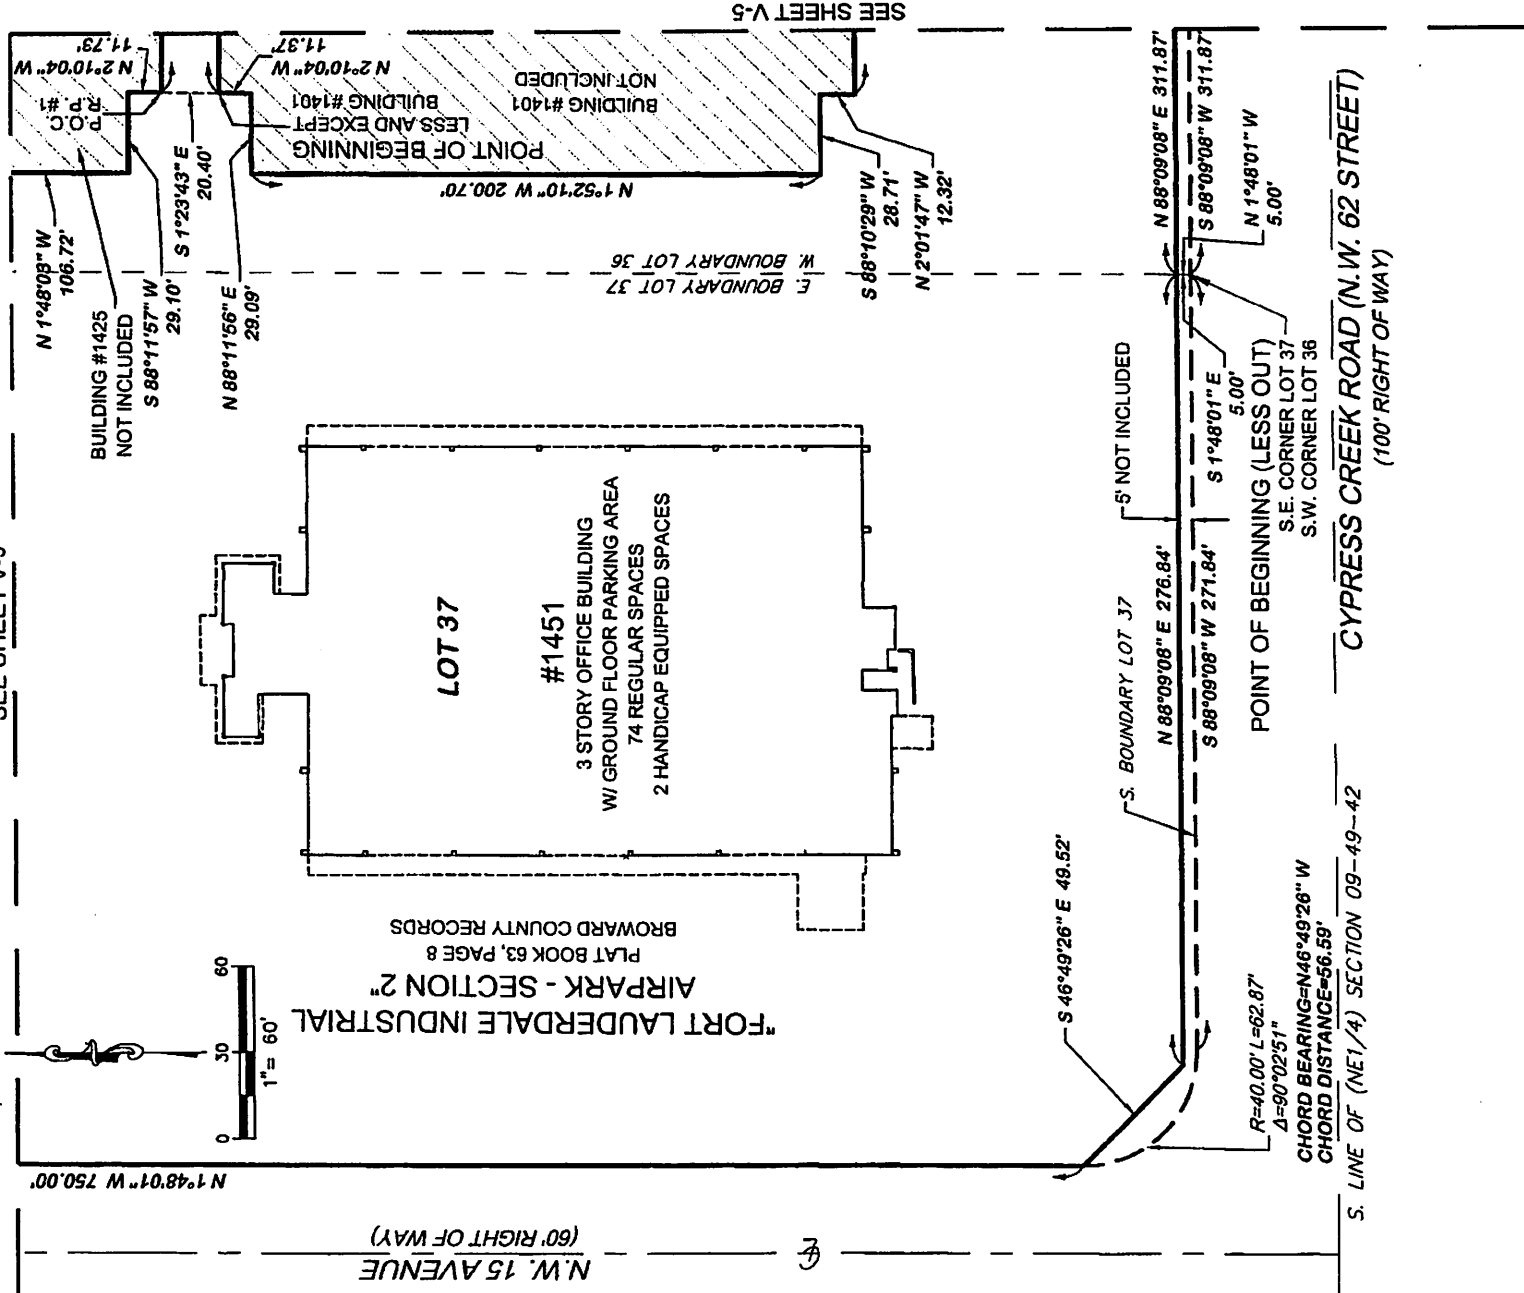 SEE SHEET V-5
N 1°48'08" W
106.72'
BUILDING #1425
NOT INCLUDED
S 88°11'57" W
29.10'
S 1°23'43" E
20.40'
N 88°11'56" E
29.09'
N 2°10'04" W
11.73'
P.O.C.
R.P. #1
N 2°10'04" W
11.37'
POINT OF BEGINNING
LESS AND EXCEPT
BUILDING #1401
BUILDING #1401
NOT INCLUDED
N 1°52'10" W 200.70'
S 88°10'29" W
28.71'
N 2°01'47" W
12.32'
W. BOUNDARY LOT 36
E. BOUNDARY LOT 37
LOT 37
#1451
3 STORY OFFICE BUILDING
W/ GROUND FLOOR PARKING AREA
74 REGULAR SPACES
2 HANDICAP EQUIPPED SPACES
"FORT LAUDERDALE INDUSTRIAL
AIRPARK - SECTION 2"
PLAT BOOK 63, PAGE 8
BROWARD COUNTY RECORDS
0 30 60
1"= 60'
N 1°48'01" W 750.00'
N.W. 15 AVENUE
(60' RIGHT OF WAY)
S 46°49'26" E 49.52'
R=40.00' L=62.87'
Δ=90°02'51"
CHORD BEARING=N46°49'26" W
CHORD DISTANCE=56.59'
S. BOUNDARY LOT 37
N 88°09'08" E 276.84'
S 88°09'08" W 271.84'
5' NOT INCLUDED
S 1°48'01" E
5.00'
POINT OF BEGINNING (LESS OUT)
S.E. CORNER LOT 37
S.W. CORNER LOT 36
N 88°09'08" E 311.87'
S 88°09'08" W 311.87'
N 1°48'01" W
5.00'
CYPRESS CREEK ROAD (N.W. 62 STREET)
(100' RIGHT OF WAY)
S. LINE OF (NE1/4) SECTION 09-49-42
SEE SHEET V-5